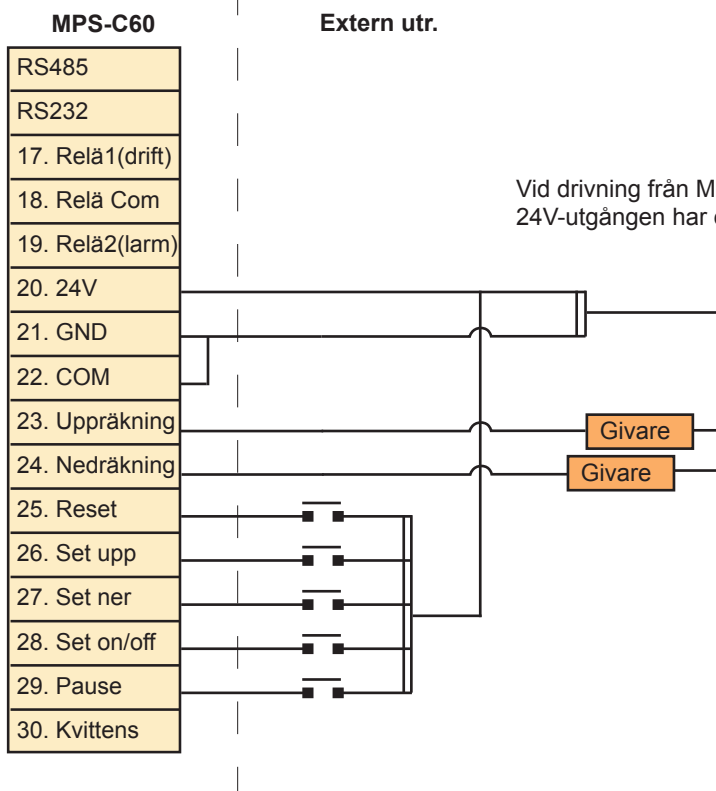 MPS-C60
Extern utr.
RS485
RS232
17. Relä1(drift)
18. Relä Com
19. Relä2(larm)
20. 24V
21. GND
22. COM
23. Uppräkning
24. Nedräkning
25. Reset
26. Set upp
27. Set ner
28. Set on/off
29. Pause
30. Kvittens
Vid drivning från
24V-utgången har
Givare
Givare